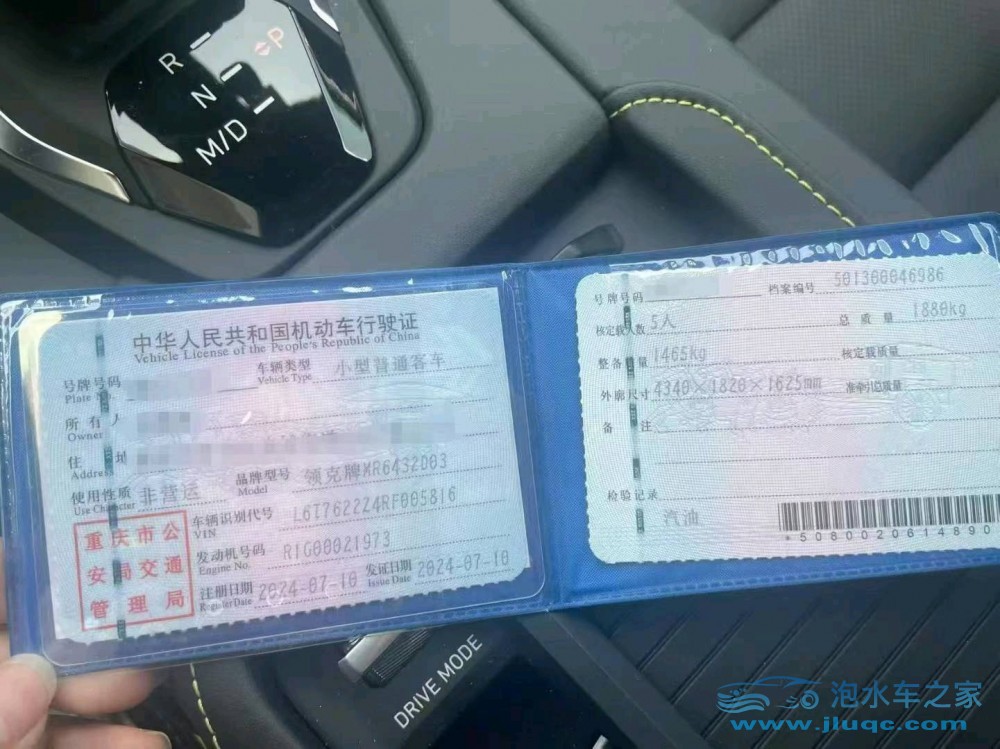 R
P
N
M/D
中华人民共和国机动车行驶证
Vehicle License of the People's Republic of China
号牌号码
Plate No.
车辆类型 小型普通客车
Vehicle Type
所有人
Owner
住址
Address
使用性质 非营运
Use Character
品牌型号 领克牌MR6432D03
Model
重庆市公
安局交通
管理局
车辆识别代号 L6T7622Z4RF005816
VIN
发动机号码 R1G00021973
Engine No.
注册日期 2024-07-10
Register Date
发证日期 2024-07-10
Issue Date
号牌号码
档案编号 501300046986
核定载人数 5人
总质量 1880kg
整备质量 1465kg
核定载质量
外廓尺寸 4340×1820×1625mm
准牵引总质量
备注
检验记录
汽油
*5080020614890
DRIVE MODE
泡水车之家
www.jluqc.com